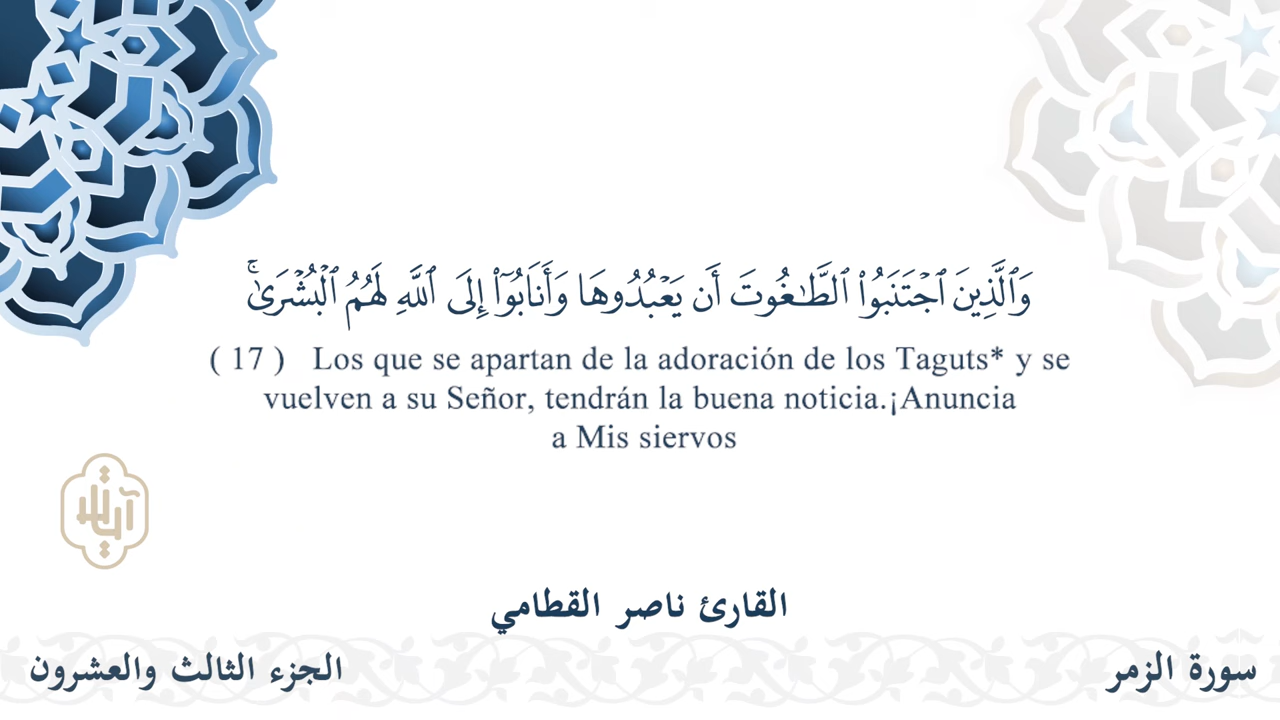 وَٱلَّذِينَ ٱجْتَنَبُوا۟ ٱلطَّـٰغُوتَ أَن يَعْبُدُوهَا وَأَنَابُوٓا۟ إِلَى ٱللَّهِ لَهُمُ ٱلْبُشْرَىٰ ۚ
( 17 ) Los que se apartan de la adoración de los Taguts* y se
vuelven a su Señor, tendrán la buena noticia.¡Anuncia
a Mis siervos
القارئ ناصر القطامي
سورة الزمر
الجزء الثالث والعشرون